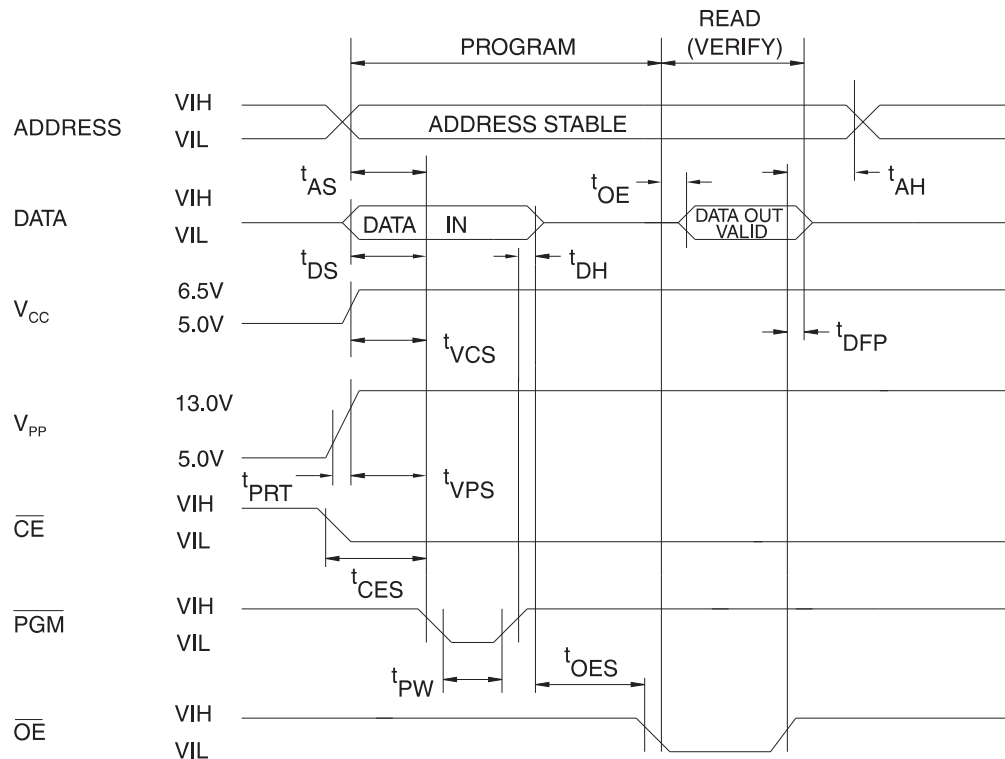 READ
PROGRAM (VERIFY)
ADDRESS VIH
VIL ADDRESS STABLE
tAS tOE tAH
DATA VIH
VIL DATA IN DATA OUT
VALID
tDS tDH
VCC 6.5V
5.0V
tVCS tDFP
VPP 13.0V
5.0V
tPRT tVPS
CE VIH
VIL
tCES
PGM VIH
VIL
tPW tOES
OE VIH
VIL